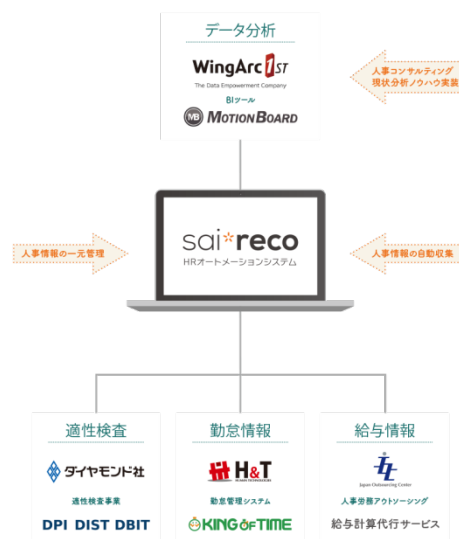 データ分析
WingArc1ST
The Data Empowerment Company
BIツール
MB MOTIONBOARD
人事コンサルティング
現状分析ノウハウ実装
sai*reco
HRオートメーションシステム
人事情報の一元管理
人事情報の自動収集
適性検査
ダイヤモンド社
適性検査事業
DPI DIST DBIT
勤怠情報
H&T
HUMAN TECHNOLOGIES
勤怠管理システム
KING OF TIME
給与情報
Japan Outsourcing Center
人事労務アウトソーシング
給与計算代行サービス